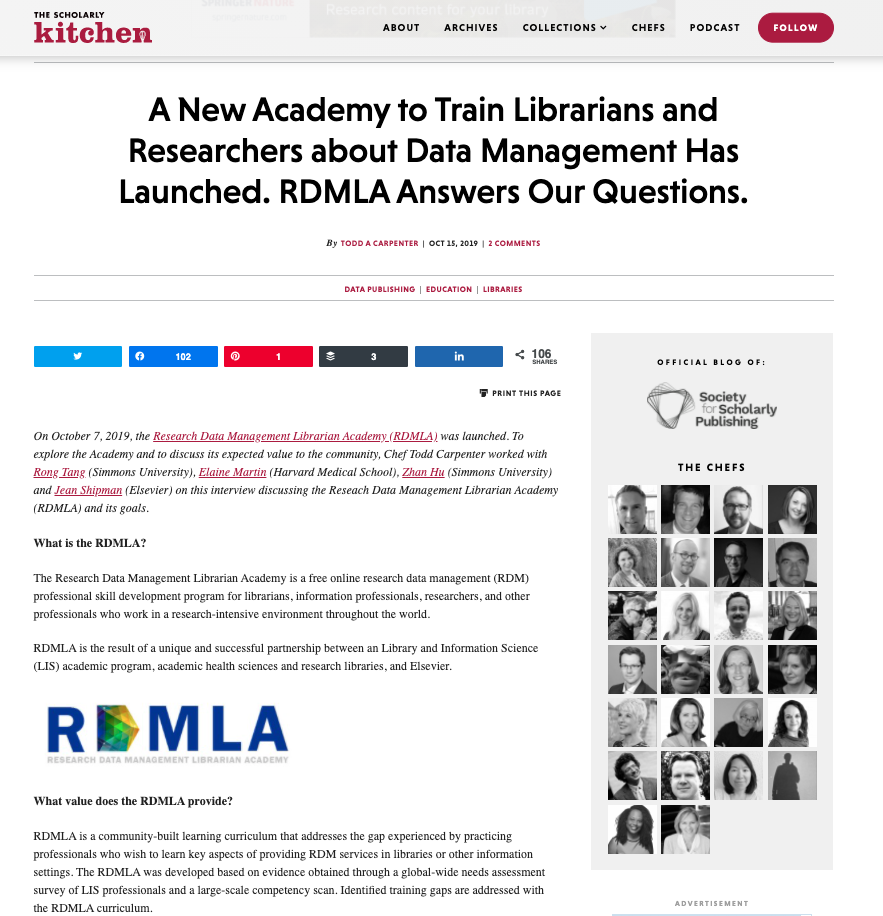 THE SCHOLARLY
kitchen
SPRINGER NATURE
Research content for your library
ABOUT ARCHIVES COLLECTIONS CHEFS PODCAST FOLLOW
A New Academy to Train Librarians and
Researchers about Data Management Has
Launched. RDMLA Answers Our Questions.
By TODD A CARPENTER | OCT 15, 2019 | 2 COMMENTS
DATA PUBLISHING | EDUCATION | LIBRARIES
102 1 3 in 106
SHARES
PRINT THIS PAGE
On October 7, 2019, the Research Data Management Librarian Academy (RDMLA) was launched. To
explore the Academy and to discuss its expected value to the community, Chef Todd Carpenter worked with
Rong Tang (Simmons University), Elaine Martin (Harvard Medical School), Zhan Hu (Simmons University)
and Jean Shipman (Elsevier) on this interview discussing the Reseach Data Management Librarian Academy
(RDMLA) and its goals.
What is the RDMLA?
The Research Data Management Librarian Academy is a free online research data management (RDM)
professional skill development program for librarians, information professionals, researchers, and other
professionals who work in a research-intensive environment throughout the world.
RDMLA is the result of a unique and successful partnership between an Library and Information Science
(LIS) academic program, academic health sciences and research libraries, and Elsevier.
RDMLA
RESEARCH DATA MANAGEMENT LIBRARIAN ACADEMY
What value does the RDMLA provide?
RDMLA is a community-built learning curriculum that addresses the gap experienced by practicing
professionals who wish to learn key aspects of providing RDM services in libraries or other information
settings. The RDMLA was developed based on evidence obtained through a global-wide needs assessment
survey of LIS professionals and a large-scale competency scan. Identified training gaps are addressed with
the RDMLA curriculum.
OFFICIAL BLOG OF:
Society
for Scholarly
Publishing
THE CHEFS
ADVERTISEMENT